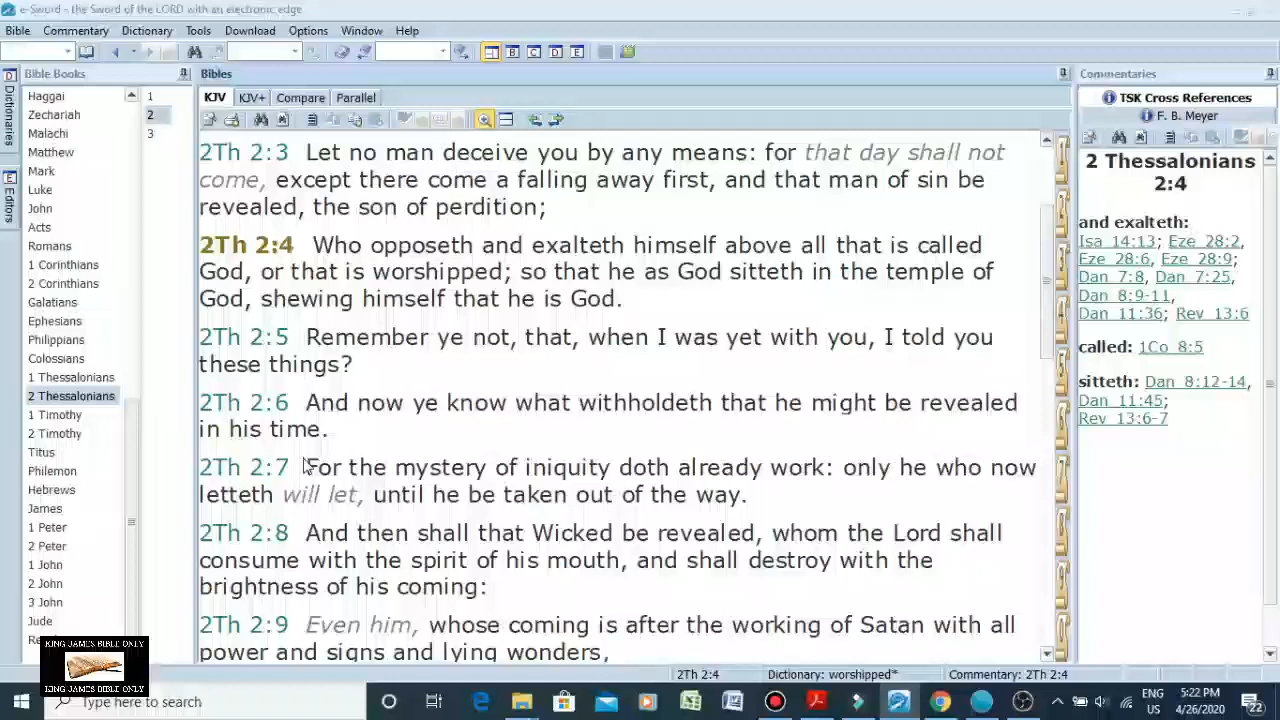 e-Sword - the Sword of the LORD with an electronic edge
Bible Commentary Dictionary Tools Download Options Window Help
B C D E
Dictionaries
Editors
Bible Books
Haggai
Zechariah
Malachi
Matthew
Mark
Luke
John
Acts
Romans
1 Corinthians
2 Corinthians
Galatians
Ephesians
Philippians
Colossians
1 Thessalonians
2 Thessalonians
1 Timothy
2 Timothy
Titus
Philemon
Hebrews
James
1 Peter
2 Peter
1 John
2 John
3 John
Jude
Re
1
2
3
Bibles
KJV KJV+ Compare Parallel
2Th 2:3 Let no man deceive you by any means: for that day shall not
come, except there come a falling away first, and that man of sin be
revealed, the son of perdition;
2Th 2:4 Who opposeth and exalteth himself above all that is called
God, or that is worshipped; so that he as God sitteth in the temple of
God, shewing himself that he is God.
2Th 2:5 Remember ye not, that, when I was yet with you, I told you
these things?
2Th 2:6 And now ye know what withholdeth that he might be revealed
in his time.
2Th 2:7 For the mystery of iniquity doth already work: only he who now
letteth will let, until he be taken out of the way.
2Th 2:8 And then shall that Wicked be revealed, whom the Lord shall
consume with the spirit of his mouth, and shall destroy with the
brightness of his coming:
2Th 2:9 Even him, whose coming is after the working of Satan with all
power and signs and lying wonders,
Commentaries
TSK Cross References
F. B. Meyer
2 Thessalonians
2:4
and exalteth:
Isa 14:13; Eze 28:2,
Eze 28:6, Eze 28:9;
Dan 7:8, Dan 7:25,
Dan 8:9-11,
Dan 11:36; Rev 13:6
called: 1Co 8:5
sitteth: Dan 8:12-14,
Dan 11:45;
Rev 13:6-7
2Th 2:4 Dictionary: worshipped* Commentary: 2Th 2:4
KING JAMES BIBLE ONLY
KING JAMES BIBLE ONLY
Type here to search
ENG
US
5:22 PM
4/26/2020
22